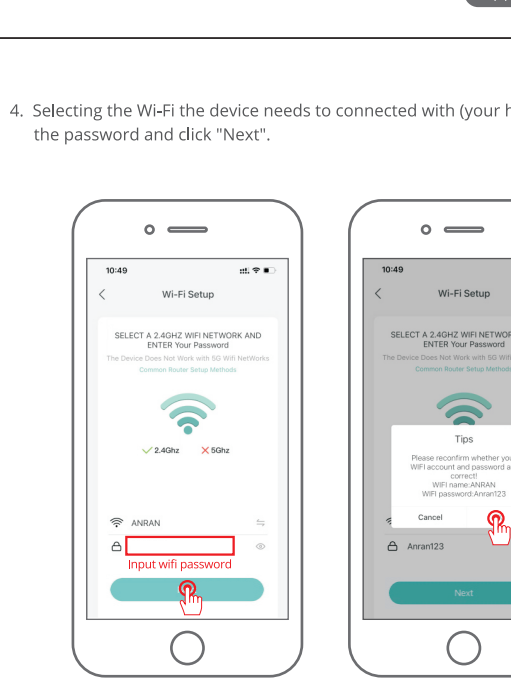 4. Selecting the Wi-Fi the device needs to connected with (your
the password and click "Next".
10:49
Wi-Fi Setup
SELECT A 2.4GHZ WIFI NETWORK AND
ENTER Your Password
The Device Does Not Work with 5G Wifi NetWorks
Common Router Setup Methods
2.4Ghz
5Ghz
ANRAN
Input wifi password
10:49
Wi-Fi Setup
SELECT A 2.4GHZ WIFI
ENTER Your Password
The Device Does Not Work with 5G
Common Router Setup Methods
Tips
Please reconfirm whether
WIFI account and password
correct!
WIFI name:ANRAN
WIFI password:Anran123
Cancel
Anran123
Next